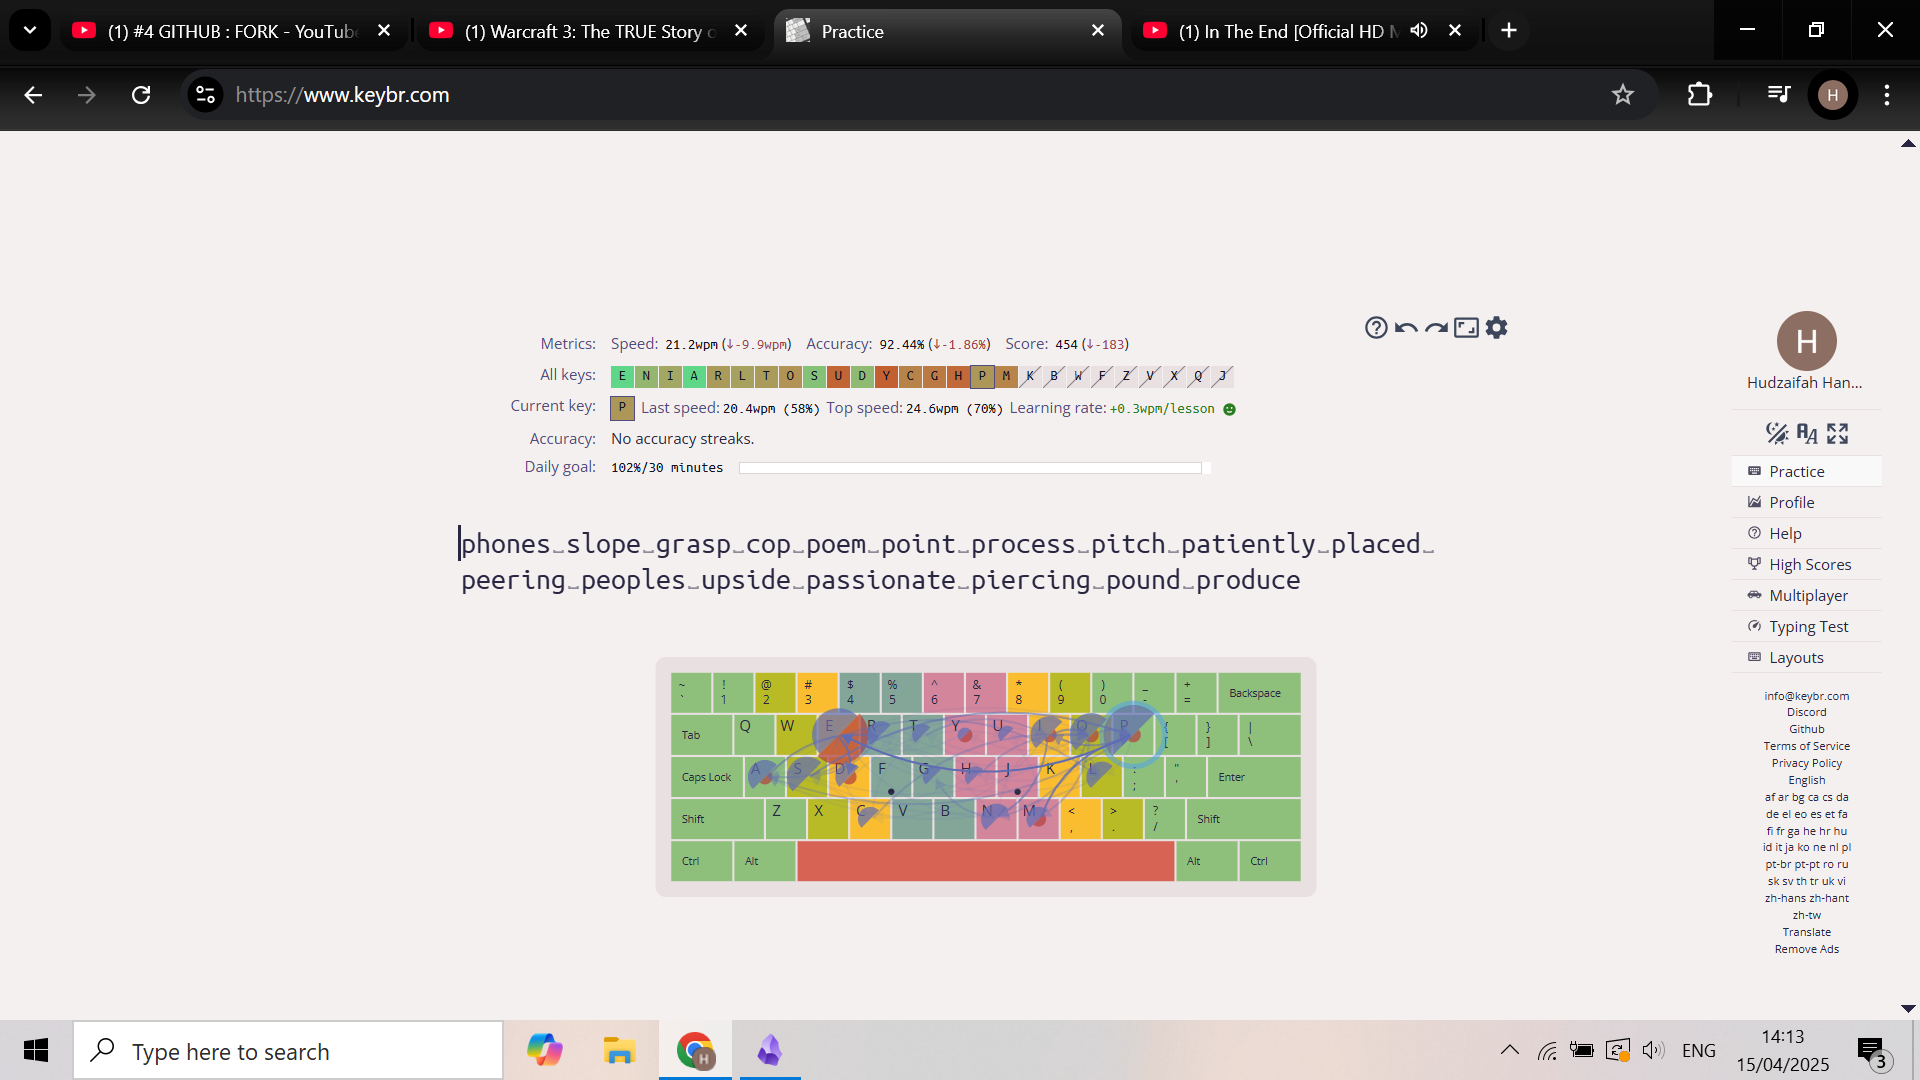 (1) #4 GITHUB : FORK - YouTube
(1) Warcraft 3: The TRUE Story o
Practice
(1) In The End [Official HD M
https://www.keybr.com
H
Metrics: Speed: 21.2wpm (↓-9.9wpm) Accuracy: 92.44% (↓-1.86%) Score: 454 (↓-183)
All keys: E N I A R L T O S U D Y C G H P M K B W F Z V X Q J
Current key: P Last speed: 20.4wpm (58%) Top speed: 24.6wpm (70%) Learning rate: +0.3wpm/lesson
Accuracy: No accuracy streaks.
Daily goal: 102%/30 minutes
phones slope grasp cop poem point process pitch patiently placed
peering peoples upside passionate piercing pound produce
~ ` ! 1 @ 2 # 3 $ 4 % 5 ^ 6 & 7 * 8 ( 9 ) 0 _ - + = Backspace
Tab Q W E R T Y U I O P { [ } ] | \
Caps Lock A S D F G H J K L : ; " ' Enter
Shift Z X C V B N M < , > . ? / Shift
Ctrl Alt Alt Ctrl
H
Hudzaifah Han...
Practice
Profile
Help
High Scores
Multiplayer
Typing Test
Layouts
info@keybr.com
Discord
Github
Terms of Service
Privacy Policy
English
af ar bg ca cs da
de el eo es et fa
fi fr ga he hr hu
id it ja ko ne nl pl
pt-br pt-pt ro ru
sk sv th tr uk vi
zh-hans zh-hant
zh-tw
Translate
Remove Ads
Type here to search
H
ENG
14:13
15/04/2025
3